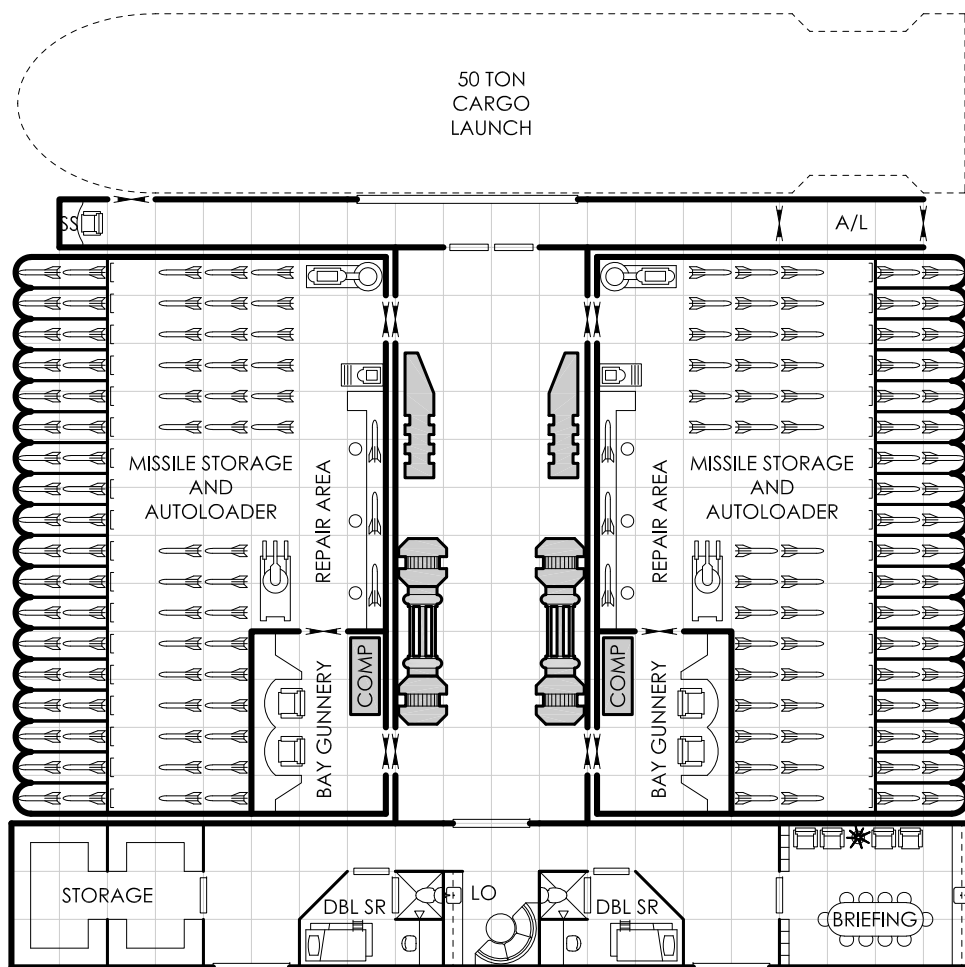 50 TON
CARGO
LAUNCH
SS
A/L
MISSILE STORAGE
AND
AUTOLOADER
REPAIR AREA
REPAIR AREA
MISSILE STORAGE
AND
AUTOLOADER
BAY GUNNERY
COMP
COMP
BAY GUNNERY
STORAGE
DBL SR
LO
DBL SR
BRIEFING